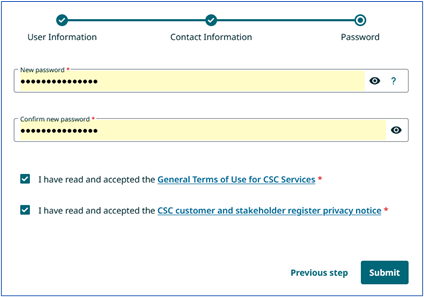 User Information
Contact Information
Password
New password *
••••••••••••••• ?
Confirm new password *
•••••••••••••••
I have read and accepted the General Terms of Use for CSC Services *
I have read and accepted the CSC customer and stakeholder register privacy notice *
Previous step
Submit